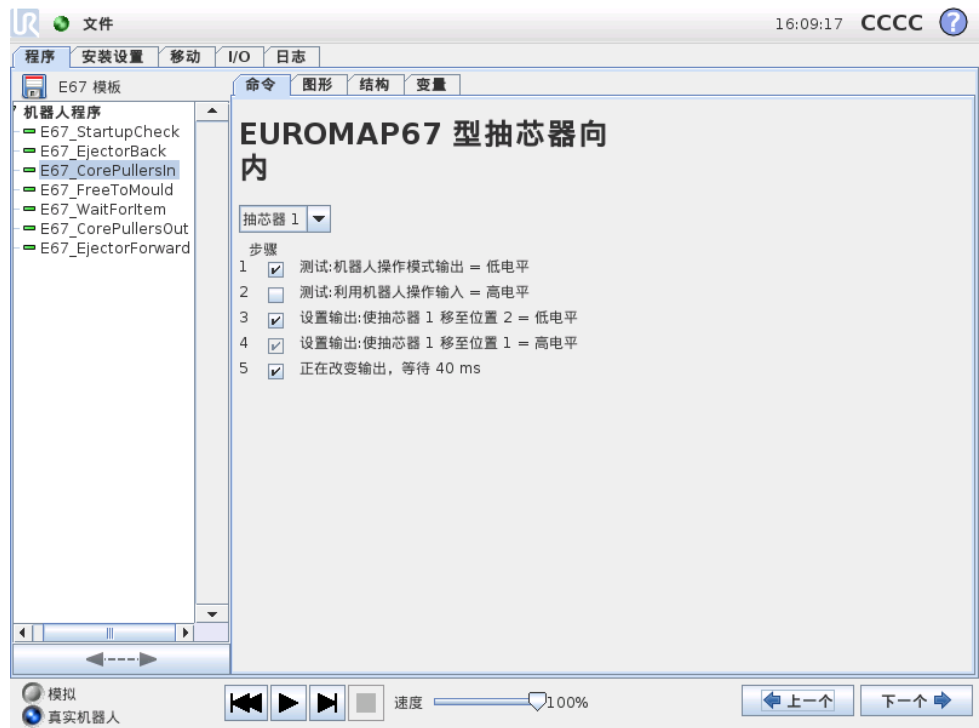 UR 文件 16:09:17 CCCC ?
程序 安装设置 移动 I/O 日志
E67 模板
命令 图形 结构 变量
机器人程序
E67_StartupCheck
E67_EjectorBack
E67_CorePullersIn
E67_FreeToMould
E67_WaitForItem
E67_CorePullersOut
E67_EjectorForward
EUROMAP67 型抽芯器向
内
抽芯器 1
步骤
1 测试:机器人操作模式输出 = 低电平
2 测试:利用机器人操作输入 = 高电平
3 设置输出:使抽芯器 1 移至位置 2 = 低电平
4 设置输出:使抽芯器 1 移至位置 1 = 高电平
5 正在改变输出，等待 40 ms
模拟
真实机器人
速度 100%
上一个 下一个